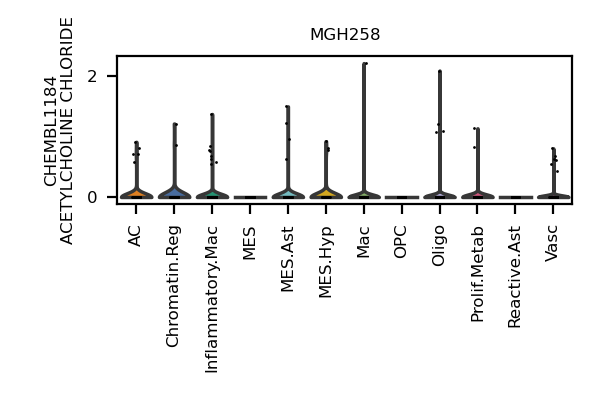 MGH258
CHEMBL1184
ACETYLCHOLINE CHLORIDE
2
0
AC
Chromatin.Reg
Inflammatory.Mac
MES
MES.Ast
MES.Hyp
Mac
OPC
Oligo
Prolif.Metab
Reactive.Ast
Vasc